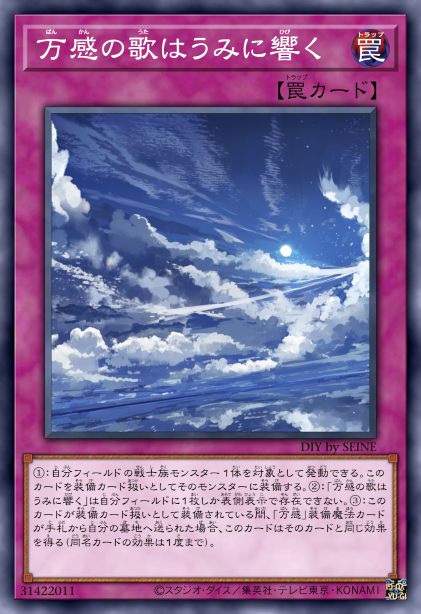 万感の歌はうみに響く
罠
【罠カード】
DIY by SEINE
①：自分フィールドの戦士族モンスター１体を対象として発動できる。この
カードを装備カード扱いとしてそのモンスターに装備する。②：「万感の歌は
うみに響く」は自分フィールドに１枚しか表側表示で存在できない。③：この
カードが装備カード扱いとして装備されている間、「万感」装備魔法カード
が手札から自分の墓地へ送られた場合、このカードはそのカードと同じ効果
を得る（同名カードの効果は１度まで）。
31422011
©スタジオ・ダイス／集英社・テレビ東京・KONAMI